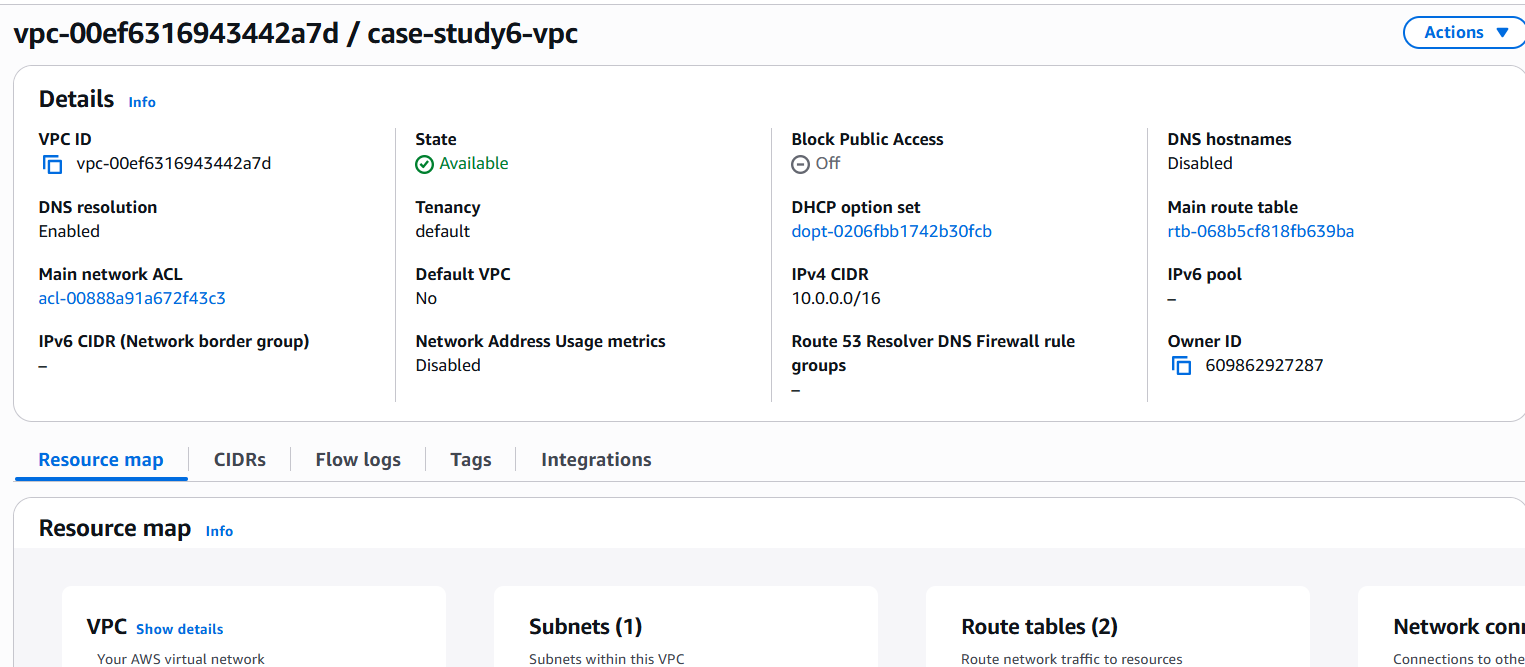 vpc-00ef6316943442a7d / case-study6-vpc
Actions
Details Info
VPC ID
vpc-00ef6316943442a7d
State
Available
Block Public Access
Off
DNS hostnames
Disabled
DNS resolution
Enabled
Tenancy
default
DHCP option set
dopt-0206fbb1742b30fcb
Main route table
rtb-068b5cf818fb639ba
Main network ACL
acl-00888a91a672f43c3
Default VPC
No
IPv4 CIDR
10.0.0.0/16
IPv6 pool
–
IPv6 CIDR (Network border group)
–
Network Address Usage metrics
Disabled
Route 53 Resolver DNS Firewall rule
groups
–
Owner ID
609862927287
Resource map
CIDRs
Flow logs
Tags
Integrations
Resource map Info
VPC Show details
Your AWS virtual network
Subnets (1)
Subnets within this VPC
Route tables (2)
Route network traffic to resources
Network
Connections to